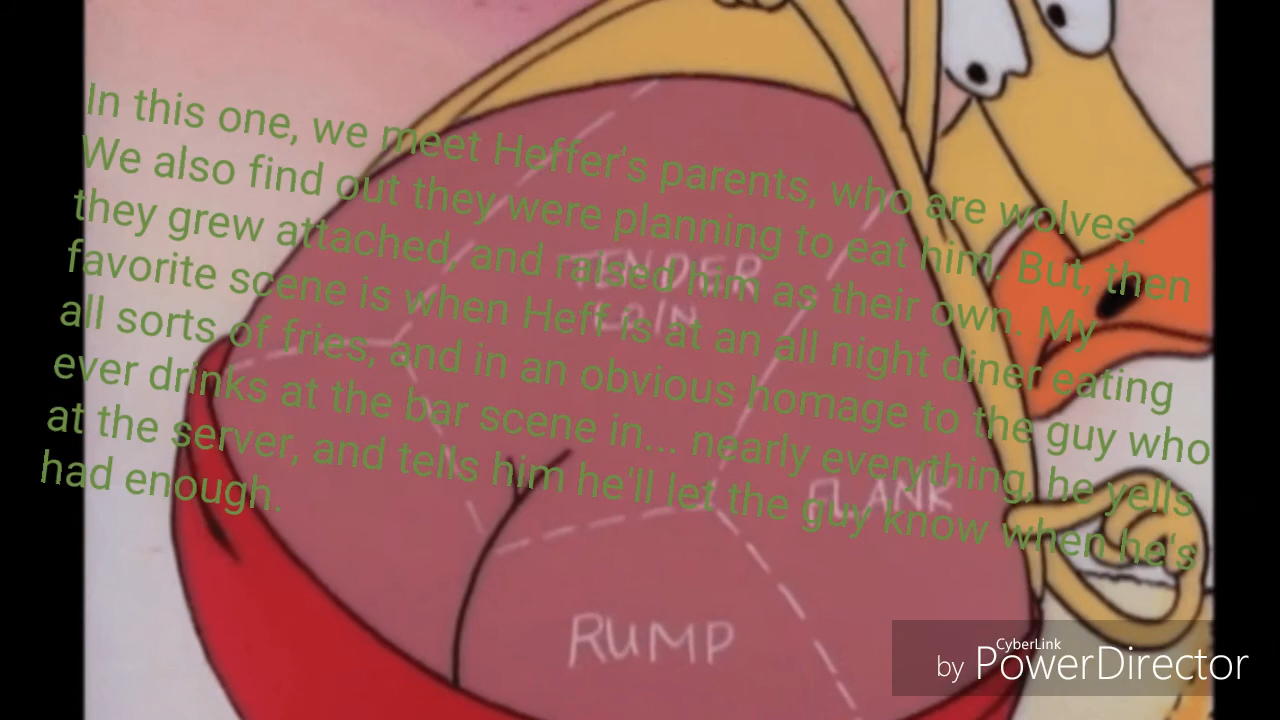 In this one, we meet Heffer's parents, who are wolves.
We also find out they were planning to eat him. But, then
they grew attached, and raised him as their own. My
favorite scene is when Heff is at an all night diner eating
all sorts of fries, and in an obvious homage to the guy who
ever drinks at the bar scene in... nearly everything, he yells
at the server, and tells him he'll let the guy know when he's
had enough.
TENDER
LOIN
FLANK
RUMP
CyberLink
by PowerDirector